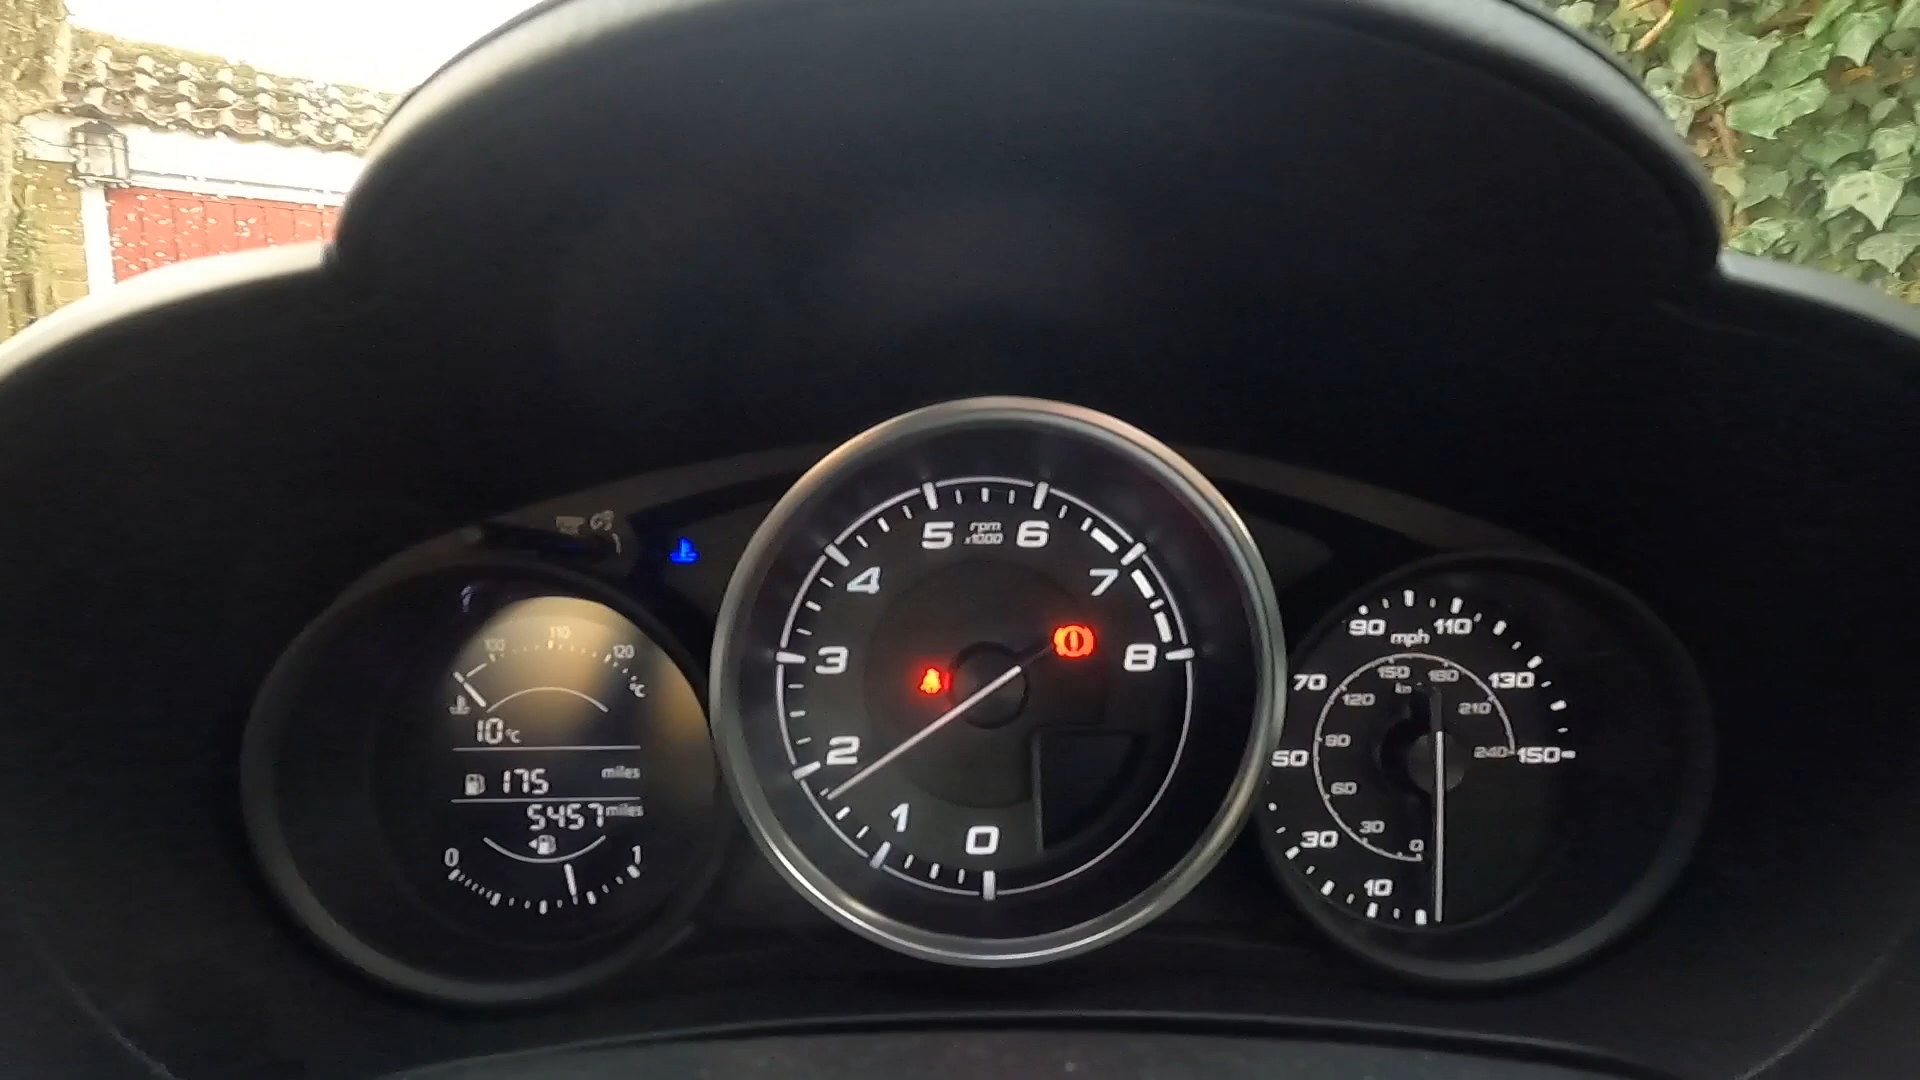 100 110 120
°C
10°C
175 miles
5457 miles
0 1
5 rpm 6
x1000
4 7
3 8
2
1 0
90 mph 110
70 150 180 130
120 210
50 90 240 150
60
30 30 0
10